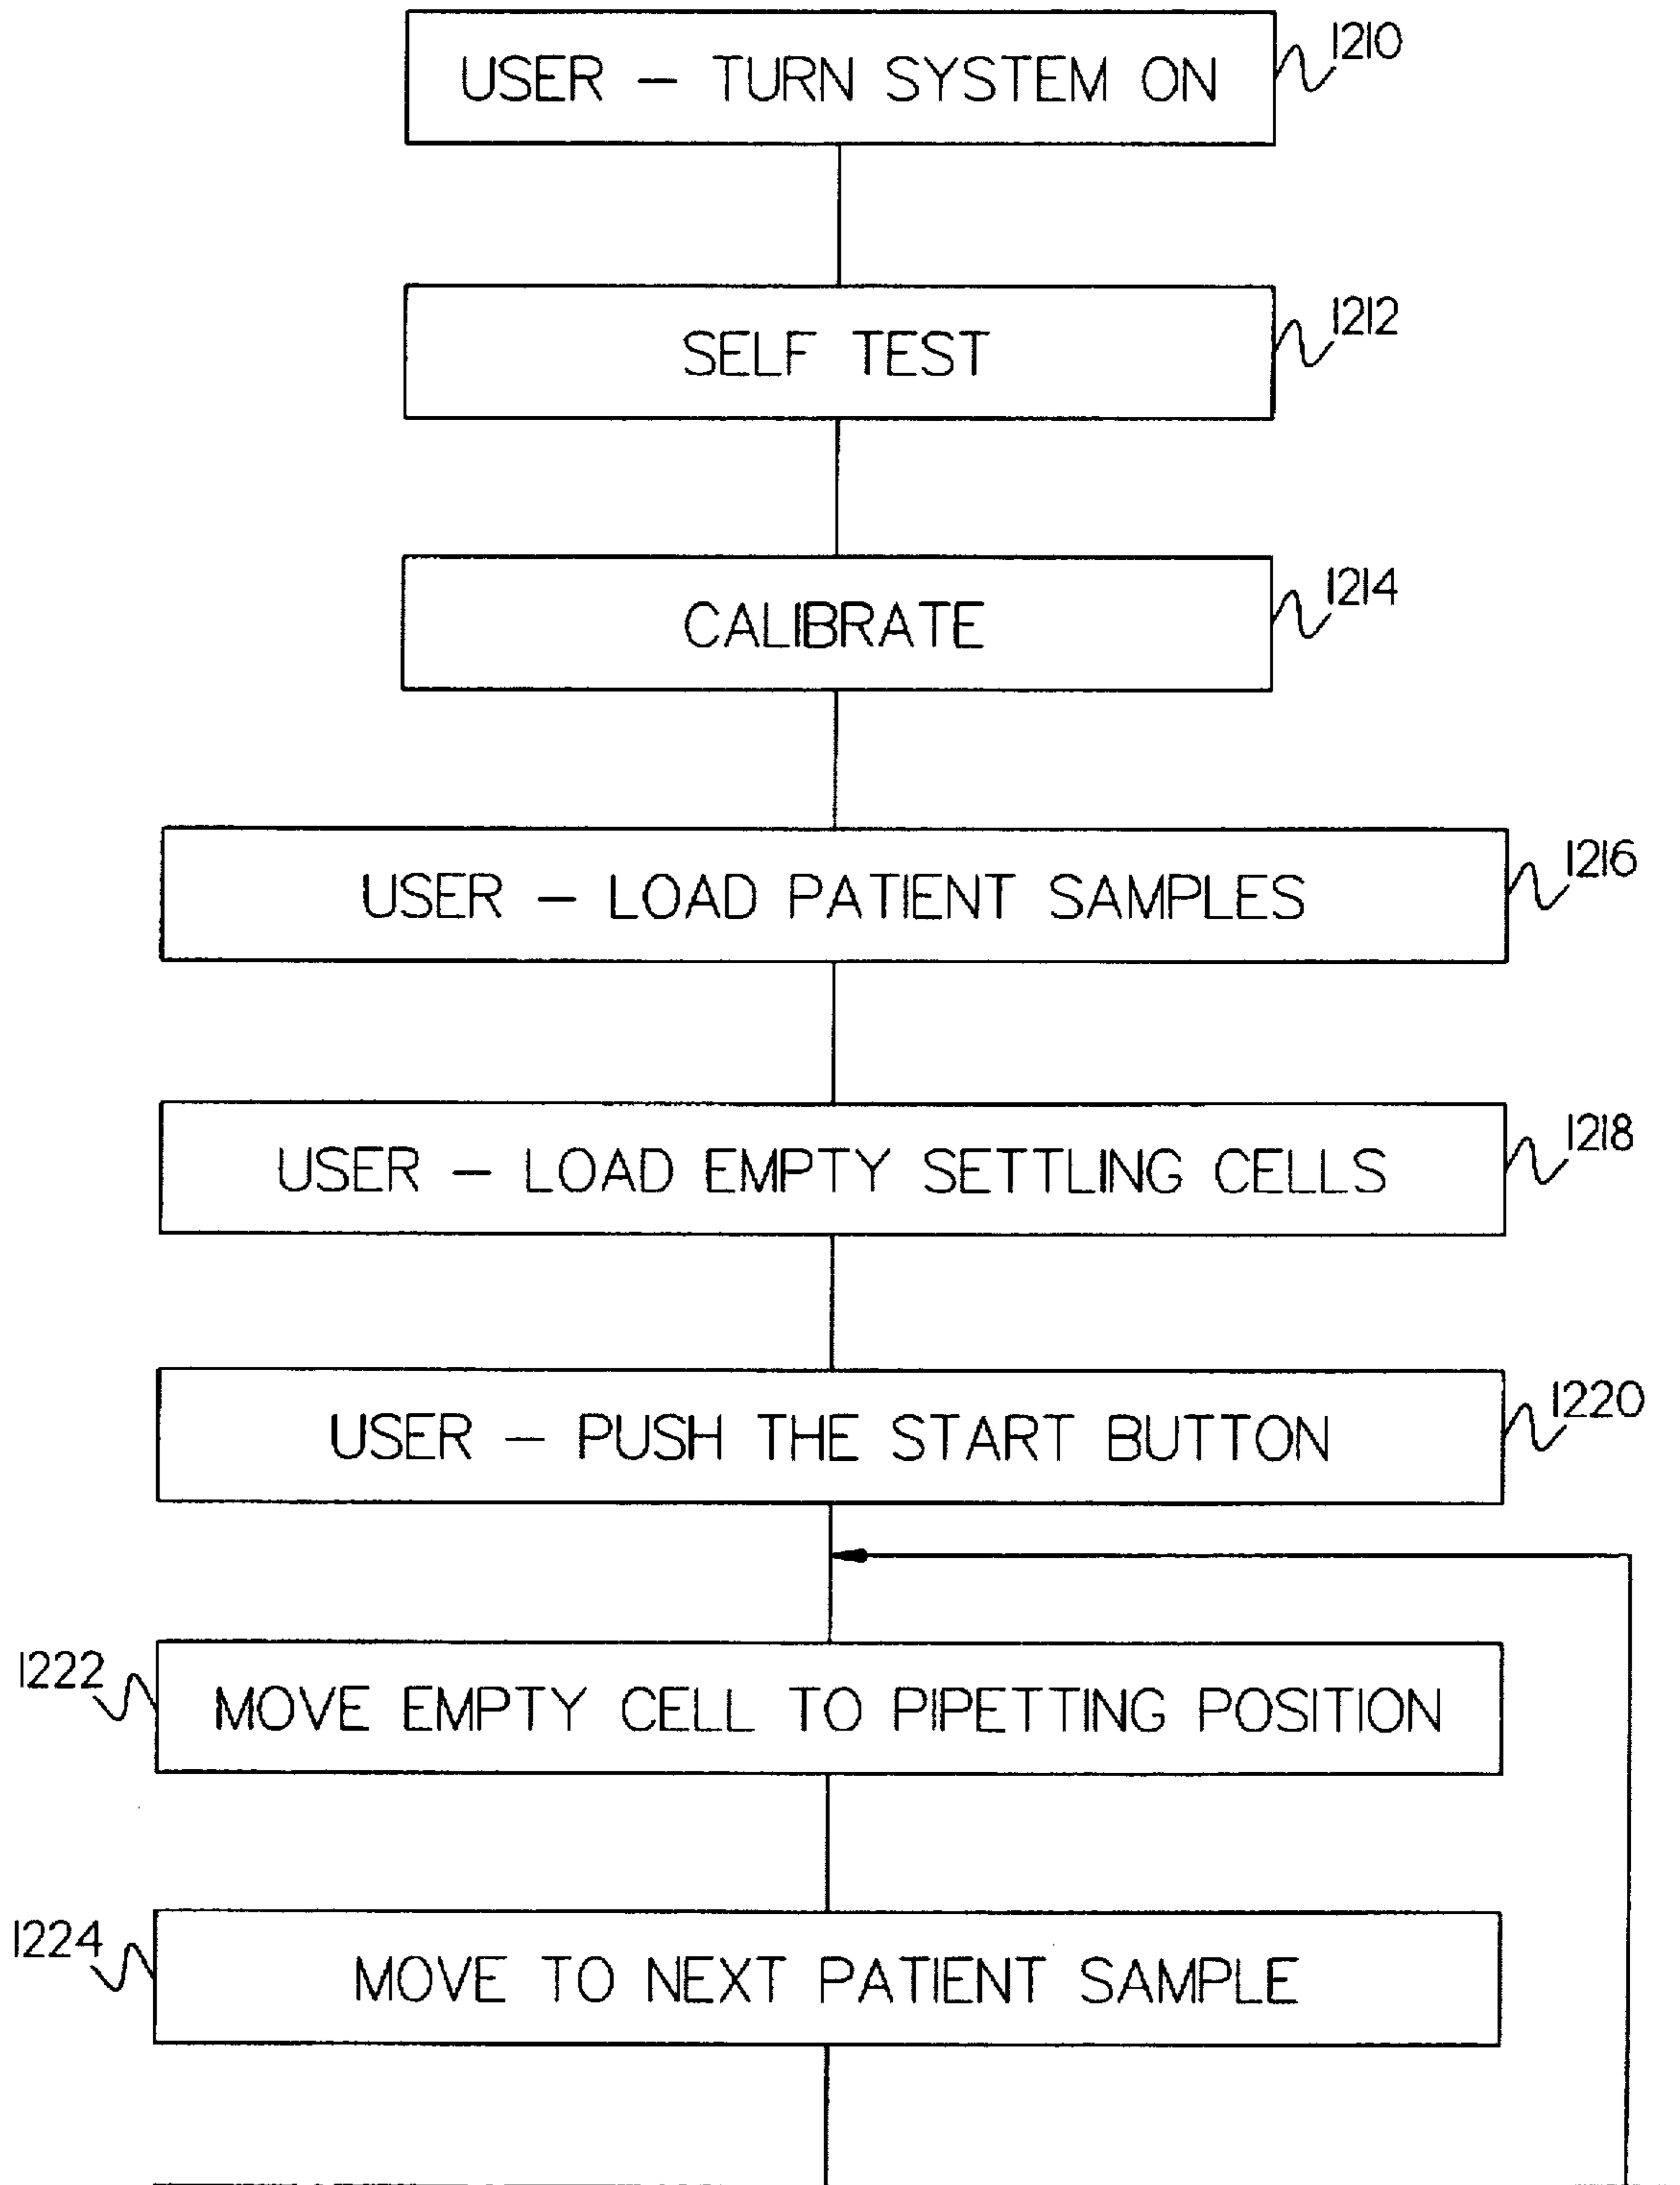 USER - TURN SYSTEM ON
1210
SELF TEST
1212
CALIBRATE
1214
USER - LOAD PATIENT SAMPLES
1216
USER - LOAD EMPTY SETTLING CELLS
1218
USER - PUSH THE START BUTTON
1220
1222
MOVE EMPTY CELL TO PIPETTING POSITION
1224
MOVE TO NEXT PATIENT SAMPLE